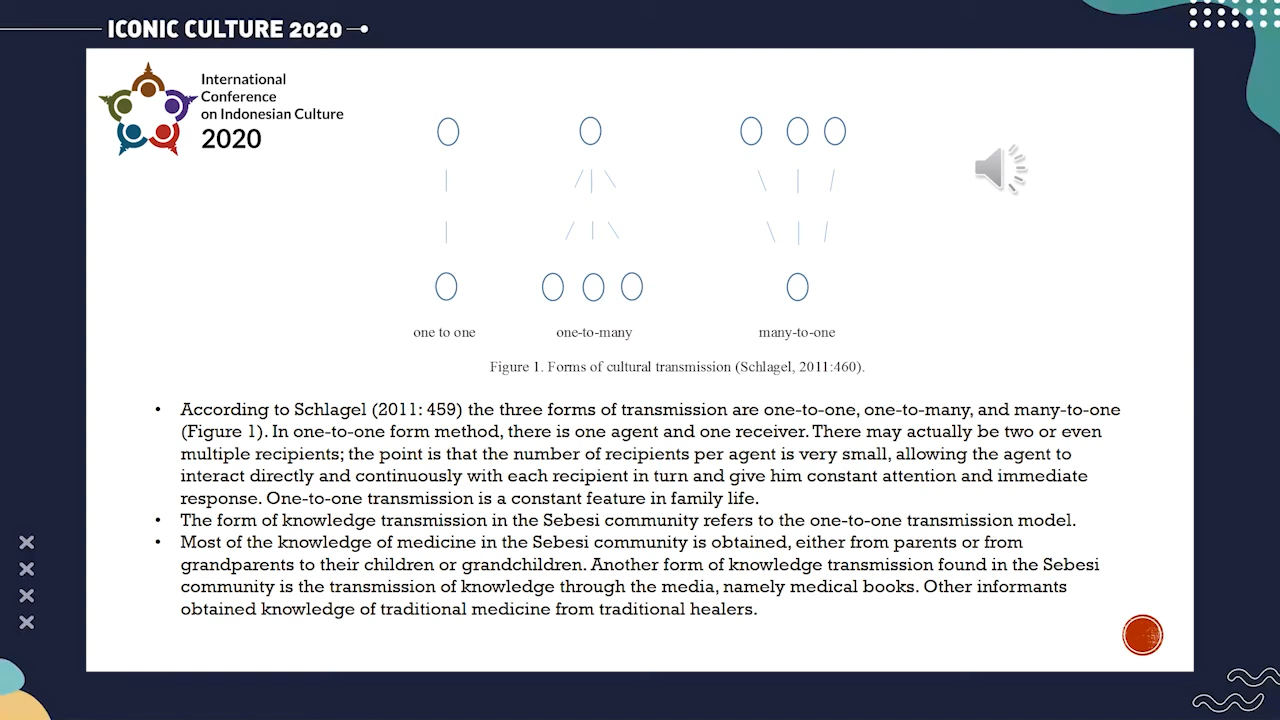 ICONIC CULTURE 2020
International
Conference
on Indonesian Culture
2020
one to one
one-to-many
many-to-one
Figure 1. Forms of cultural transmission (Schlagel, 2011:460).
• According to Schlagel (2011: 459) the three forms of transmission are one-to-one, one-to-many, and many-to-one
(Figure 1). In one-to-one form method, there is one agent and one receiver. There may actually be two or even
multiple recipients; the point is that the number of recipients per agent is very small, allowing the agent to
interact directly and continuously with each recipient in turn and give him constant attention and immediate
response. One-to-one transmission is a constant feature in family life.
• The form of knowledge transmission in the Sebesi community refers to the one-to-one transmission model.
• Most of the knowledge of medicine in the Sebesi community is obtained, either from parents or from
grandparents to their children or grandchildren. Another form of knowledge transmission found in the Sebesi
community is the transmission of knowledge through the media, namely medical books. Other informants
obtained knowledge of traditional medicine from traditional healers.